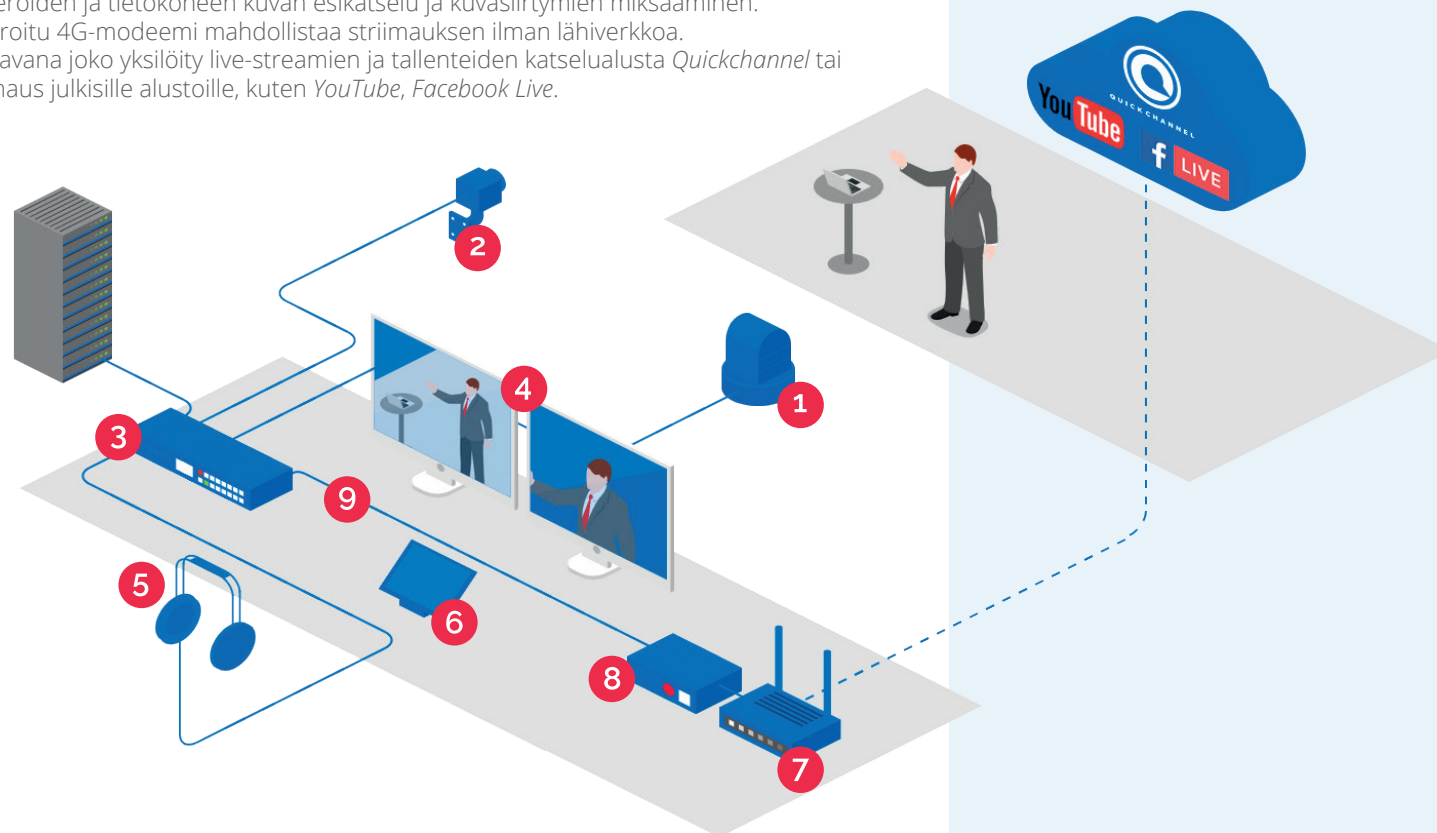 eroiden ja tietokoneen kuvan esikatselu ja kuvasiirtymien miksaaminen.
roitu 4G-modeemi mahdollistaa striimauksen ilman lähiverkkoa.
avana joko yksilöity live-streamien ja tallenteiden katselualusta Quickchannel tai
naus julkisille alustoille, kuten YouTube, Facebook Live.
QUICKCHANNEL
YouTube
f LIVE
2
4
1
3
9
5
6
8
7